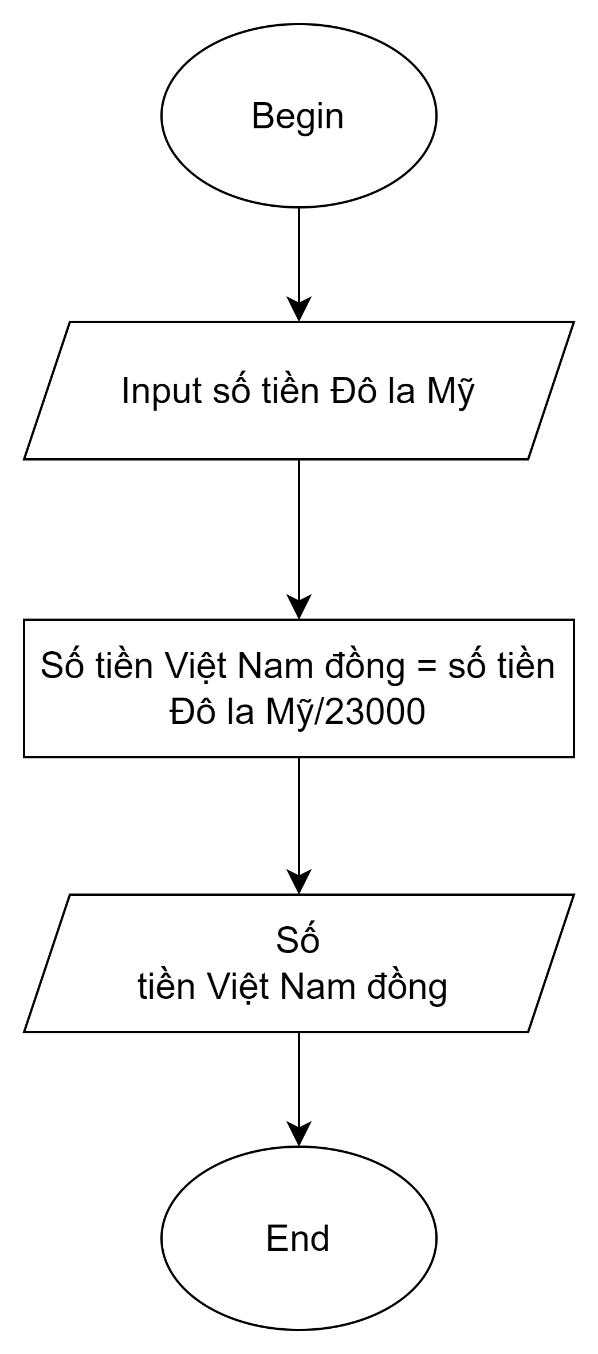 Begin
Input số tiền Đô la Mỹ
Số tiền Việt Nam đồng = số tiền
Đô la Mỹ/23000
Số
tiền Việt Nam đồng
End